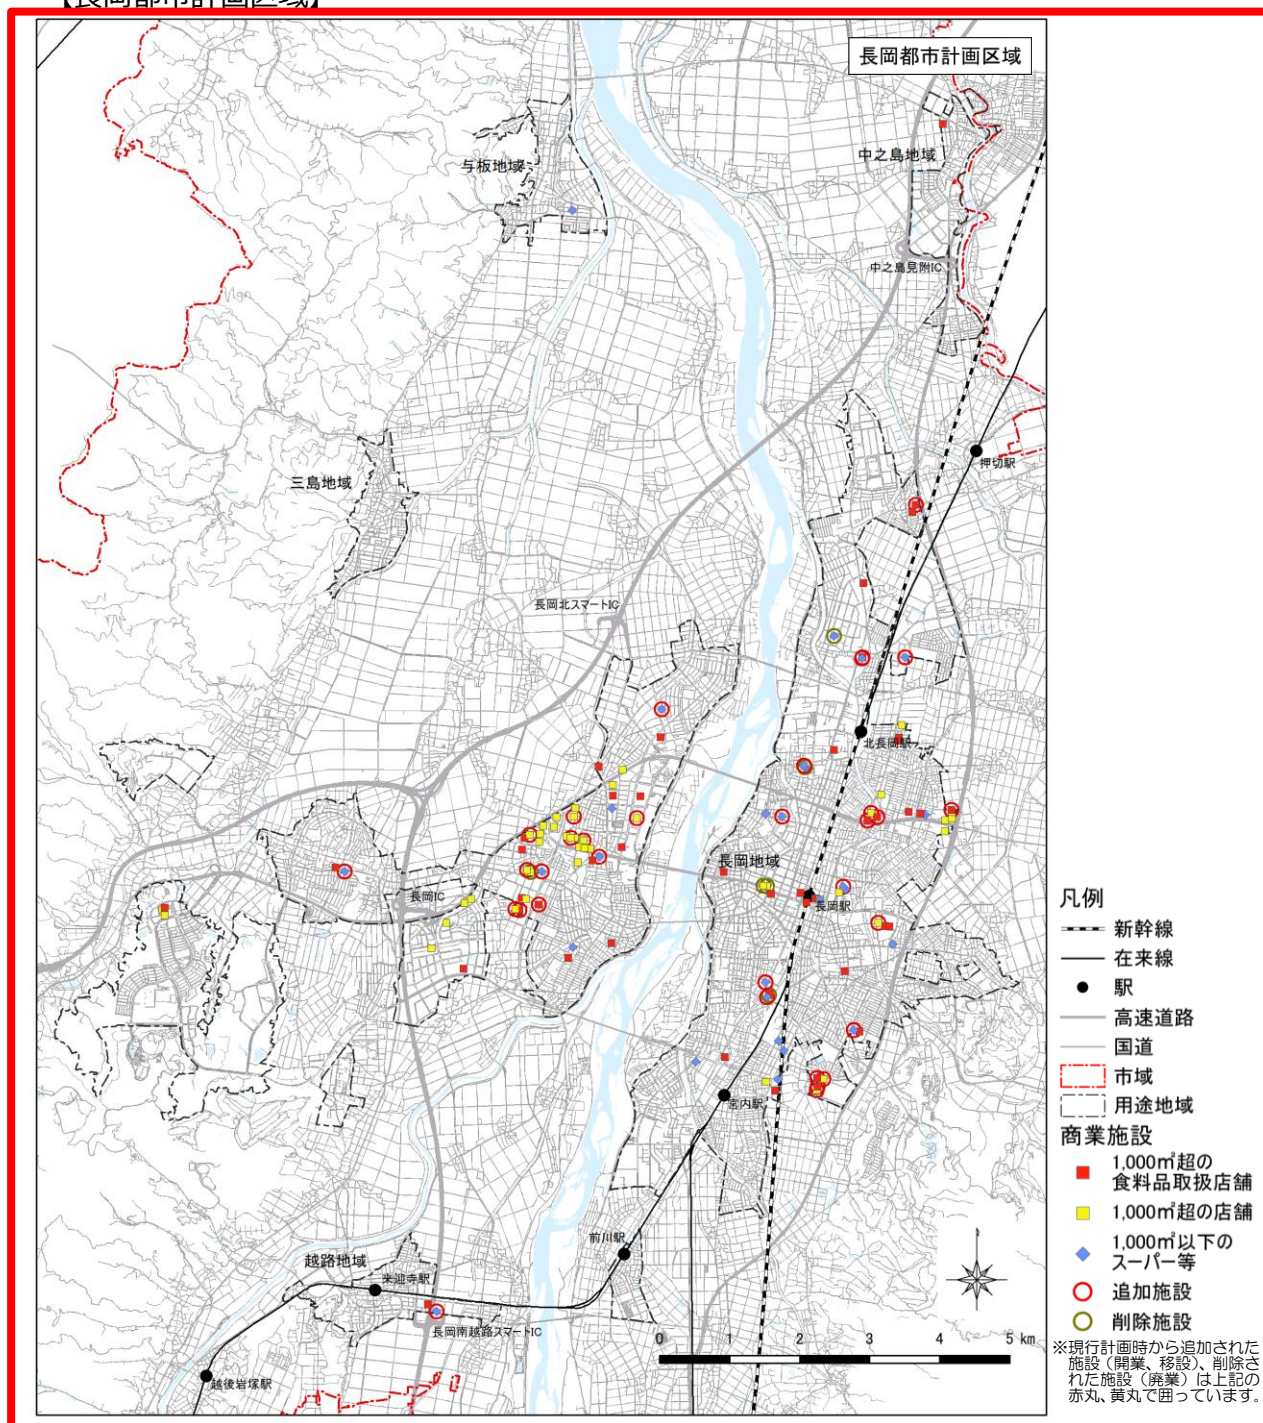 【長岡都市計画区域】
長岡都市計画区域
与板地域
中之島地域
中之島見附IC
押切駅
三島地域
長岡北スマートIC
北長岡駅
長岡地域
長岡IC
長岡駅
宮内駅
前川駅
越路地域
来迎寺駅
長岡南越路スマートIC
越後岩塚駅
0 1 2 3 4 5 km
凡例
新幹線
在来線
駅
高速道路
国道
市域
用途地域
商業施設
1,000㎡超の
食料品取扱店舗
1,000㎡超の店舗
1,000㎡以下の
スーパー等
追加施設
削除施設
※現行計画時から追加された
施設（開業、移設）、削除さ
れた施設（廃業）は上記の
赤丸、黄丸で囲っています。